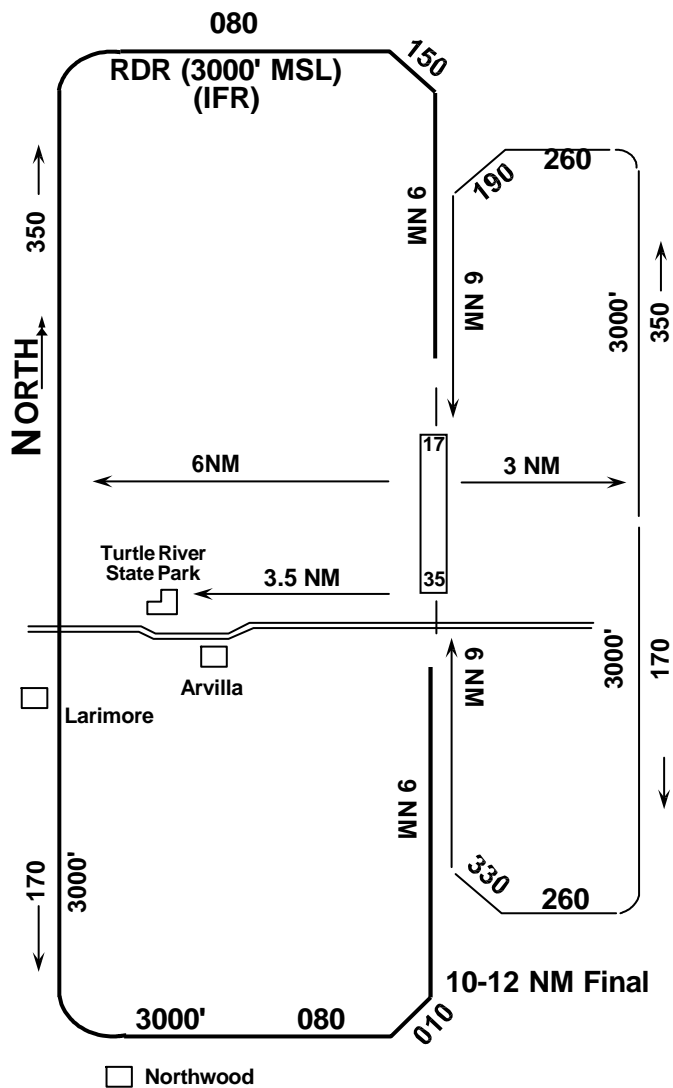 080
RDR (3000' MSL)
(IFR)
150
260
190
9 NM
350
6 NM
3000'
350
NORTH
17
6NM
3 NM
Turtle River
State Park
3.5 NM
35
Arvilla
6 NM
3000'
170
Larimore
9 NM
170
3000'
330
260
10-12 NM Final
3000'
080
010
Northwood